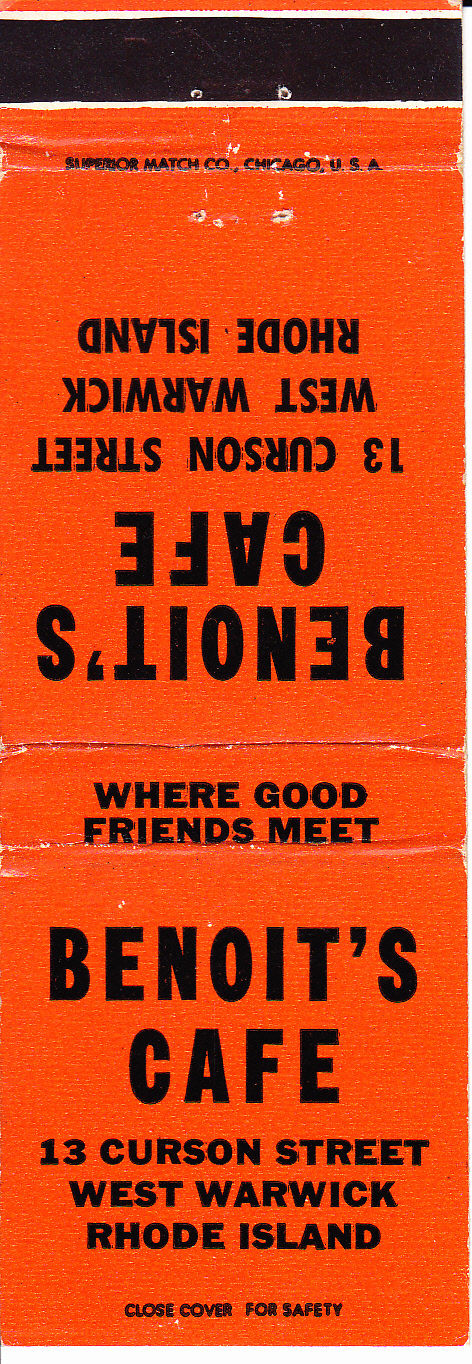 SUPERIOR MATCH CO., CHICAGO, U. S. A.
BENOIT'S
CAFE
13 CURSON STREET
WEST WARWICK
RHODE ISLAND
WHERE GOOD
FRIENDS MEET
BENOIT'S
CAFE
13 CURSON STREET
WEST WARWICK
RHODE ISLAND
CLOSE COVER FOR SAFETY